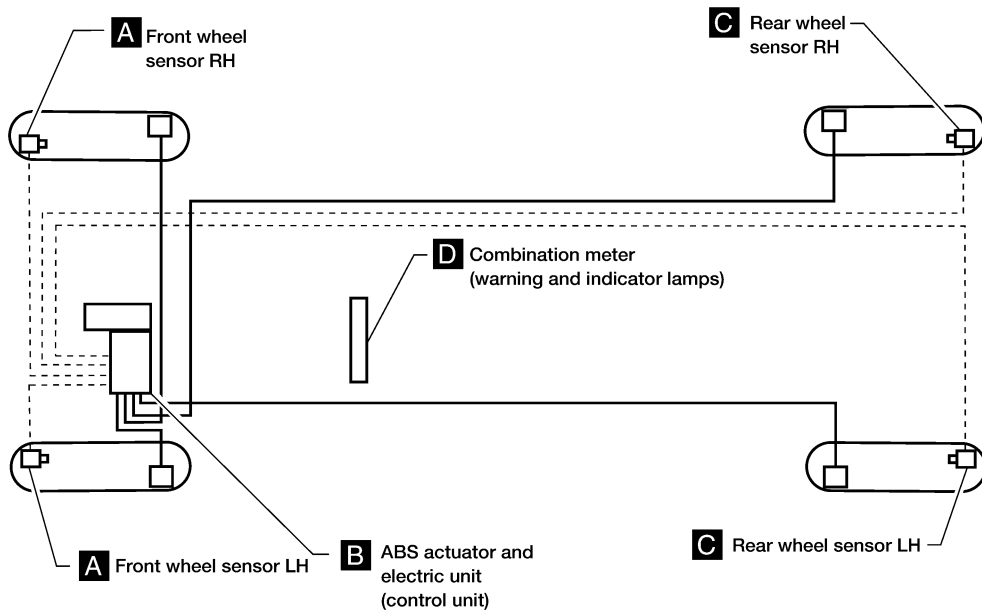 A Front wheel
sensor RH
C Rear wheel
sensor RH
D Combination meter
(warning and indicator lamps)
A Front wheel sensor LH
B ABS actuator and
electric unit
(control unit)
C Rear wheel sensor LH